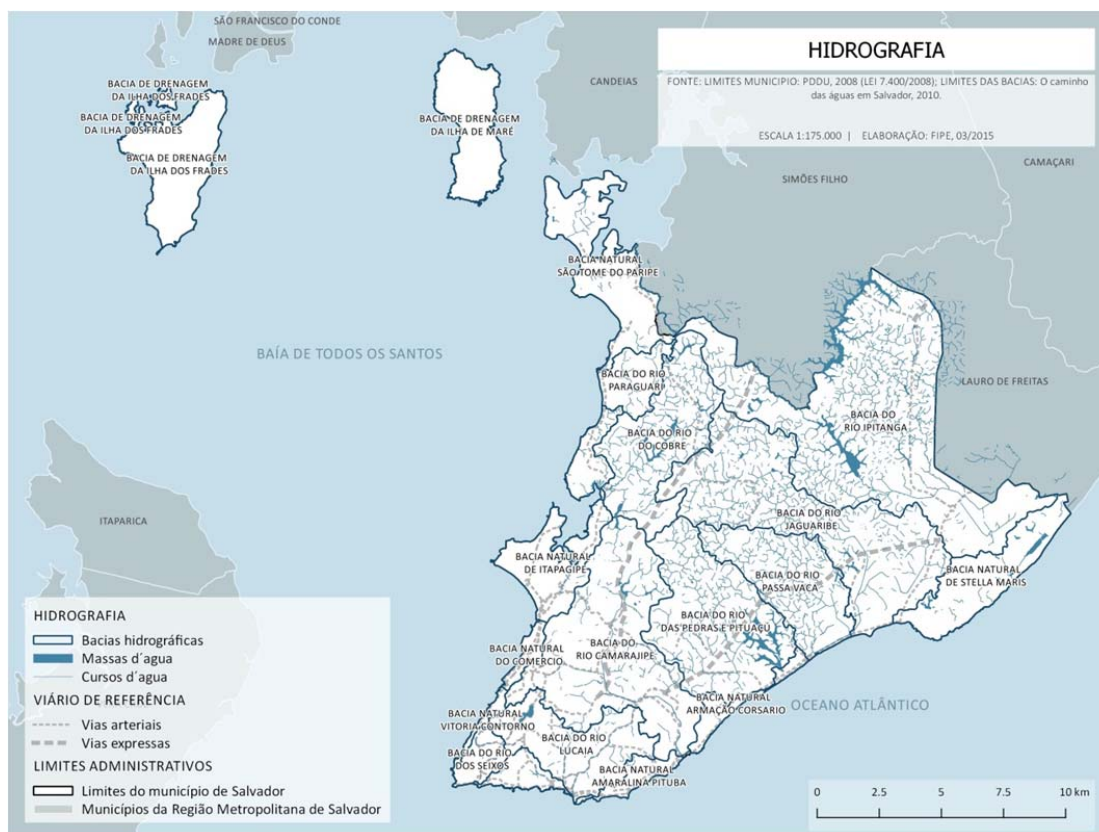 SÃO FRANCISCO DO CONDE
MADRE DE DEUS
HIDROGRAFIA
FONTE: LIMITES MUNICIPIO: PDDU, 2008 (LEI 7.400/2008); LIMITES DAS BACIAS: O caminho
das águas em Salvador, 2010.
ESCALA 1:175.000 | ELABORAÇÃO: FIPE, 03/2015
CANDEIAS
BACIA DE DRENAGEM
DA ILHA DOS FRADES
BACIA DE DRENAGEM
DA ILHA DOS FRADES
BACIA DE DRENAGEM
DA ILHA DOS FRADES
BACIA DE DRENAGEM
DA ILHA DE MARÉ
CAMAÇARI
SIMÕES FILHO
BACIA NATURAL
SÃO TOME DO PARIPE
BAÍA DE TODOS OS SANTOS
BACIA DO RIO
PARAGUARI
LAURO DE FREITAS
BACIA DO
RIO IPITANGA
BACIA DO RIO
DO COBRE
ITAPARICA
BACIA DO RIO
JAGUARIBE
BACIA NATURAL
DE ITAPAGIPE
BACIA NATURAL
DE STELLA MARIS
BACIA DO RIO
PASSA VACA
BACIA DO RIO
DAS PEDRAS E PITUAÇU
BACIA DO
RIO CAMARAJIPE
BACIA NATURAL
DO COMERCIO
BACIA NATURAL
ARMAÇÃO CORSARIO
OCEANO ATLÂNTICO
BACIA NATURAL
VITORIA CONTORNO
BACIA DO RIO
LUCAIA
BACIA DO RIO
DOS SEIXOS
BACIA NATURAL
AMARALINA PITUBA
HIDROGRAFIA
Bacias hidrográficas
Massas d´agua
Cursos d´agua
VIÁRIO DE REFERÊNCIA
Vias arteriais
Vias expressas
LIMITES ADMINISTRATIVOS
Limites do município de Salvador
Municípios da Região Metropolitana de Salvador
0 2.5 5 7.5 10 km